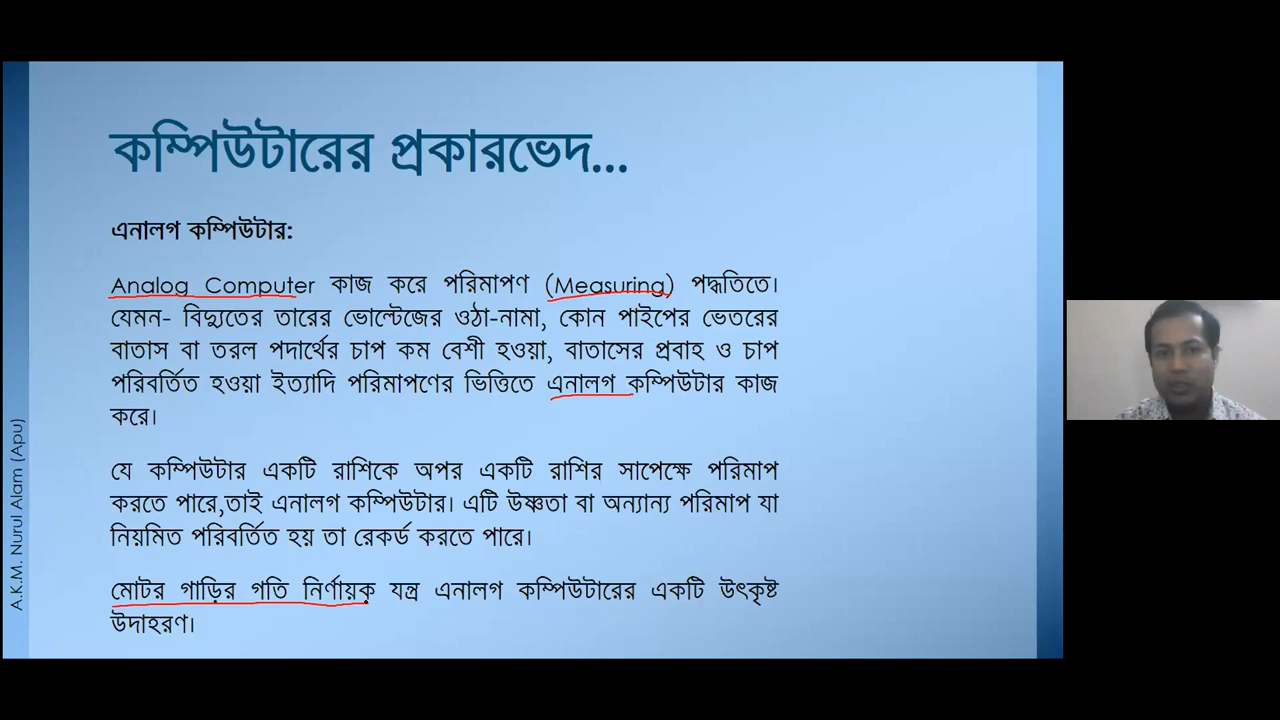 কম্পিউটারের প্রকারভেদ...
এনালগ কম্পিউটার:
Analog Computer কাজ করে পরিমাপণ (Measuring) পদ্ধতিতে।
যেমন- বিদ্যুতের তারের ভোল্টেজের ওঠা-নামা, কোন পাইপের ভেতরের
বাতাস বা তরল পদার্থের চাপ কম বেশী হওয়া, বাতাসের প্রবাহ ও চাপ
পরিবর্তিত হওয়া ইত্যাদি পরিমাপণের ভিত্তিতে এনালগ কম্পিউটার কাজ
করে।
যে কম্পিউটার একটি রাশিকে অপর একটি রাশির সাপেক্ষে পরিমাপ
করতে পারে,তাই এনালগ কম্পিউটার। এটি উষ্ণতা বা অন্যান্য পরিমাপ যা
নিয়মিত পরিবর্তিত হয় তা রেকর্ড করতে পারে।
মোটর গাড়ির গতি নির্ণায়ক যন্ত্র এনালগ কম্পিউটারের একটি উৎকৃষ্ট
উদাহরণ।
A.K.M. Nurul Alam (Apu)